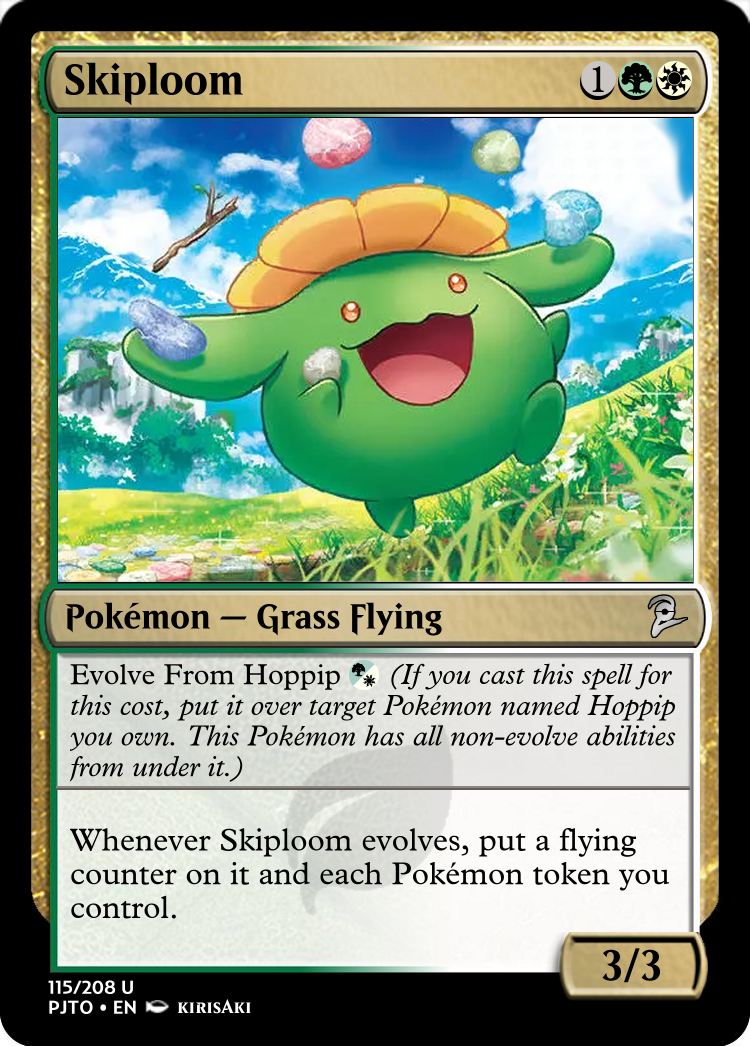 Skiploom 1
Pokémon — Grass Flying
Evolve From Hoppip (If you cast this spell for
this cost, put it over target Pokémon named Hoppip
you own. This Pokémon has all non-evolve abilities
from under it.)
Whenever Skiploom evolves, put a flying
counter on it and each Pokémon token you
control.
3/3
115/208 U
PJTO • EN KIRISAKI